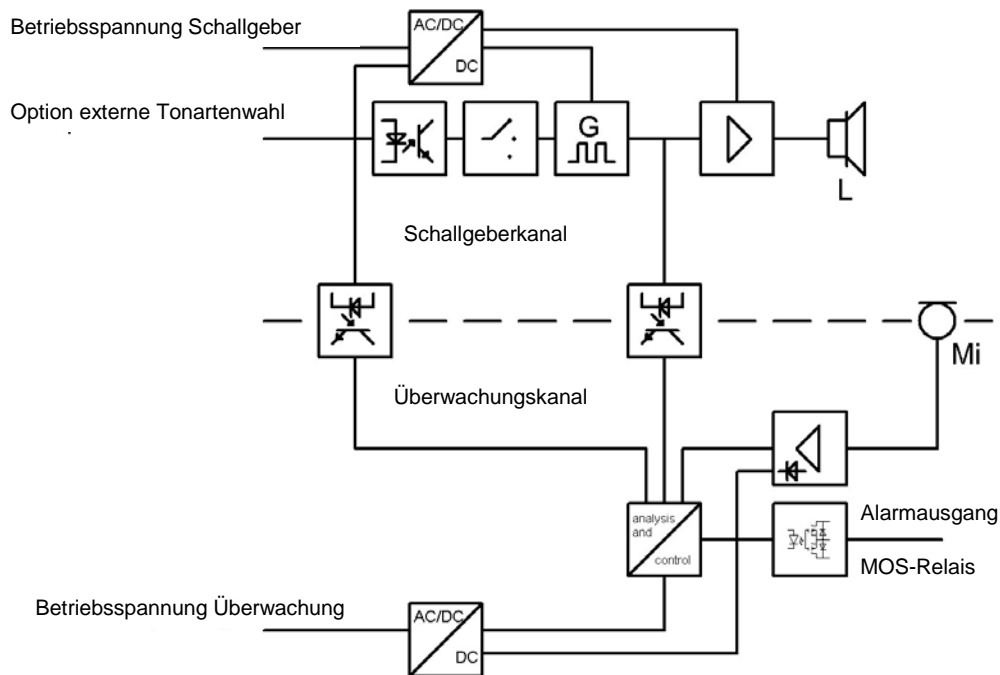 Betriebsspannung Schallgeber
AC/DC
DC
Option externe Tonartenwahl
G
L
Schallgeberkanal
Mi
Überwachungskanal
analysis
and
control
Alarmausgang
MOS-Relais
Betriebsspannung Überwachung
AC/DC
DC